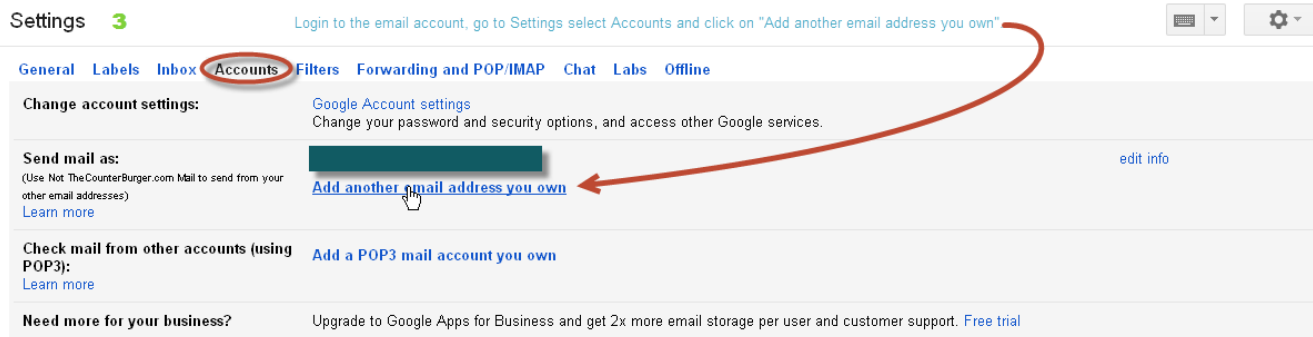 Settings 3 Login to the email account, go to Settings select Accounts and click on "Add another email address you own"
General Labels Inbox Accounts Filters Forwarding and POP/IMAP Chat Labs Offline
Change account settings:
Google Account settings
Change your password and security options, and access other Google services.
Send mail as:
(Use Not TheCounterBurger.com Mail to send from your
other email addresses)
Learn more
edit info
Add another email address you own
Check mail from other accounts (using
POP3):
Learn more
Add a POP3 mail account you own
Need more for your business?
Upgrade to Google Apps for Business and get 2x more email storage per user and customer support. Free trial